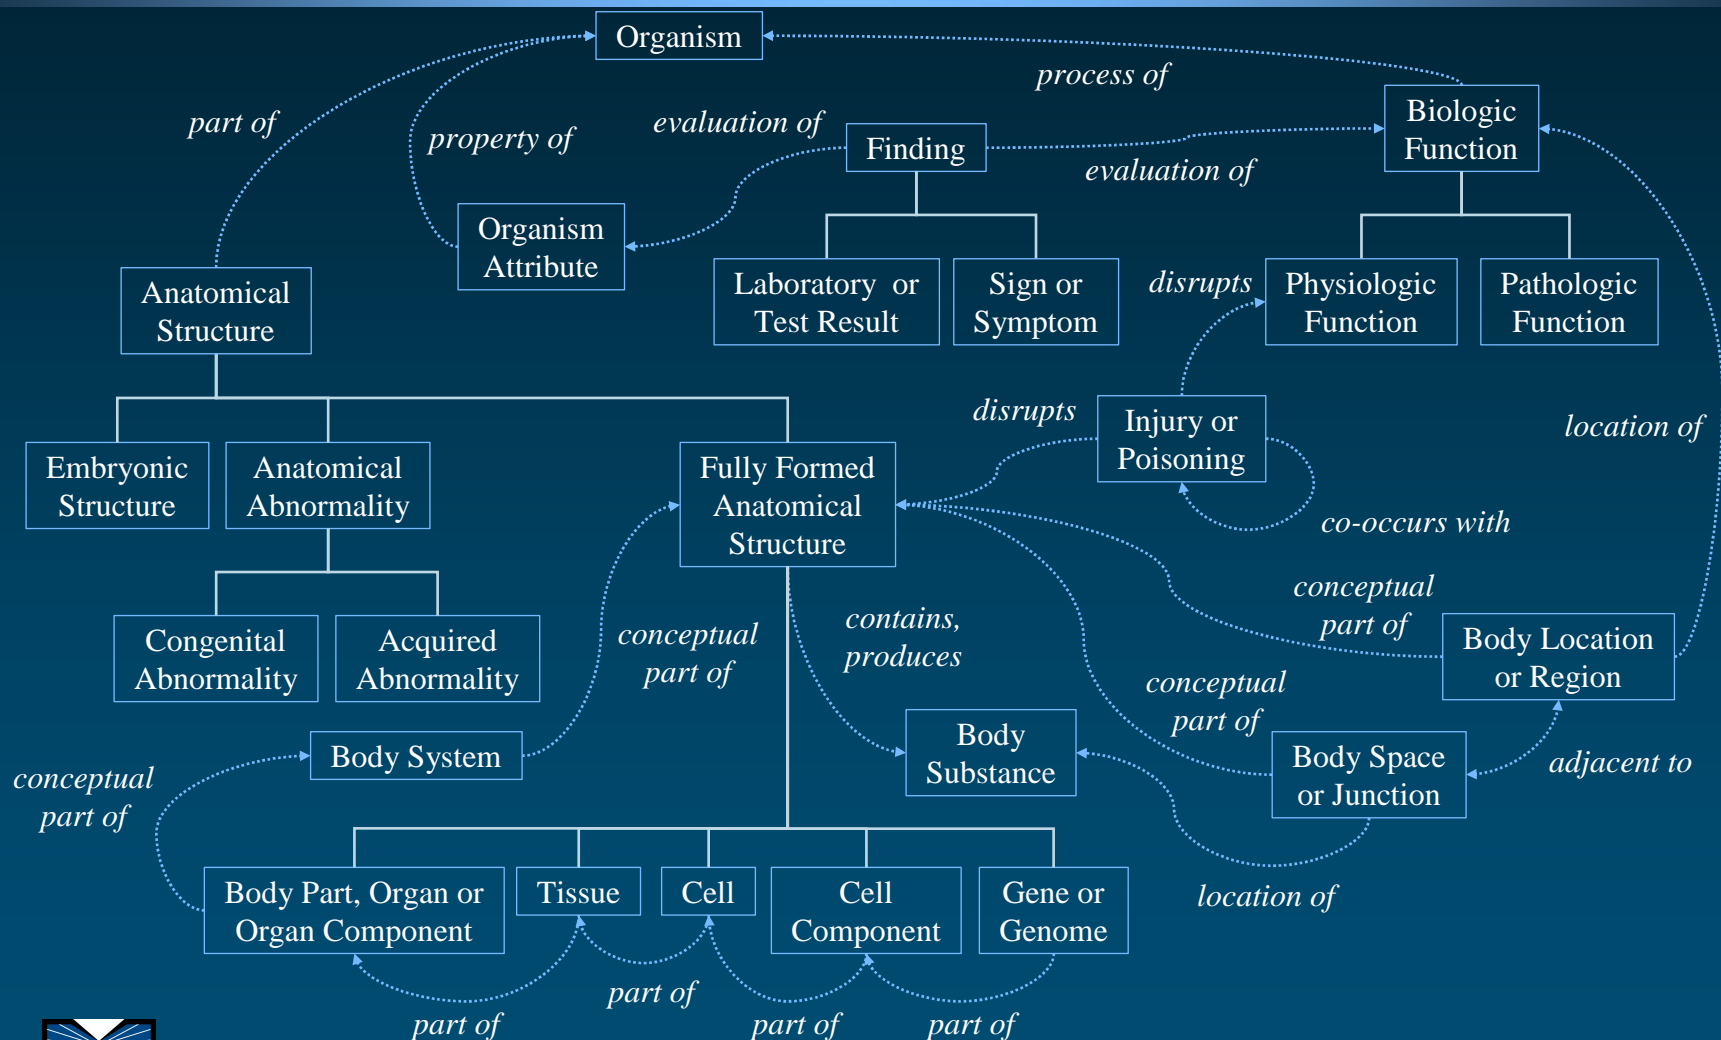 Organism
process of
part of
property of
evaluation of
Finding
evaluation of
Biologic
Function
Organism
Attribute
Anatomical
Structure
Laboratory or
Test Result
Sign or
Symptom
disrupts
Physiologic
Function
Pathologic
Function
disrupts
Injury or
Poisoning
location of
Embryonic
Structure
Anatomical
Abnormality
Fully Formed
Anatomical
Structure
co-occurs with
Congenital
Abnormality
Acquired
Abnormality
conceptual
part of
contains,
produces
conceptual
part of
Body Location
or Region
conceptual
part of
Body System
Body
Substance
Body Space
or Junction
adjacent to
conceptual
part of
Body Part, Organ or
Organ Component
Tissue
Cell
Cell
Component
Gene or
Genome
location of
part of
part of
part of
part of